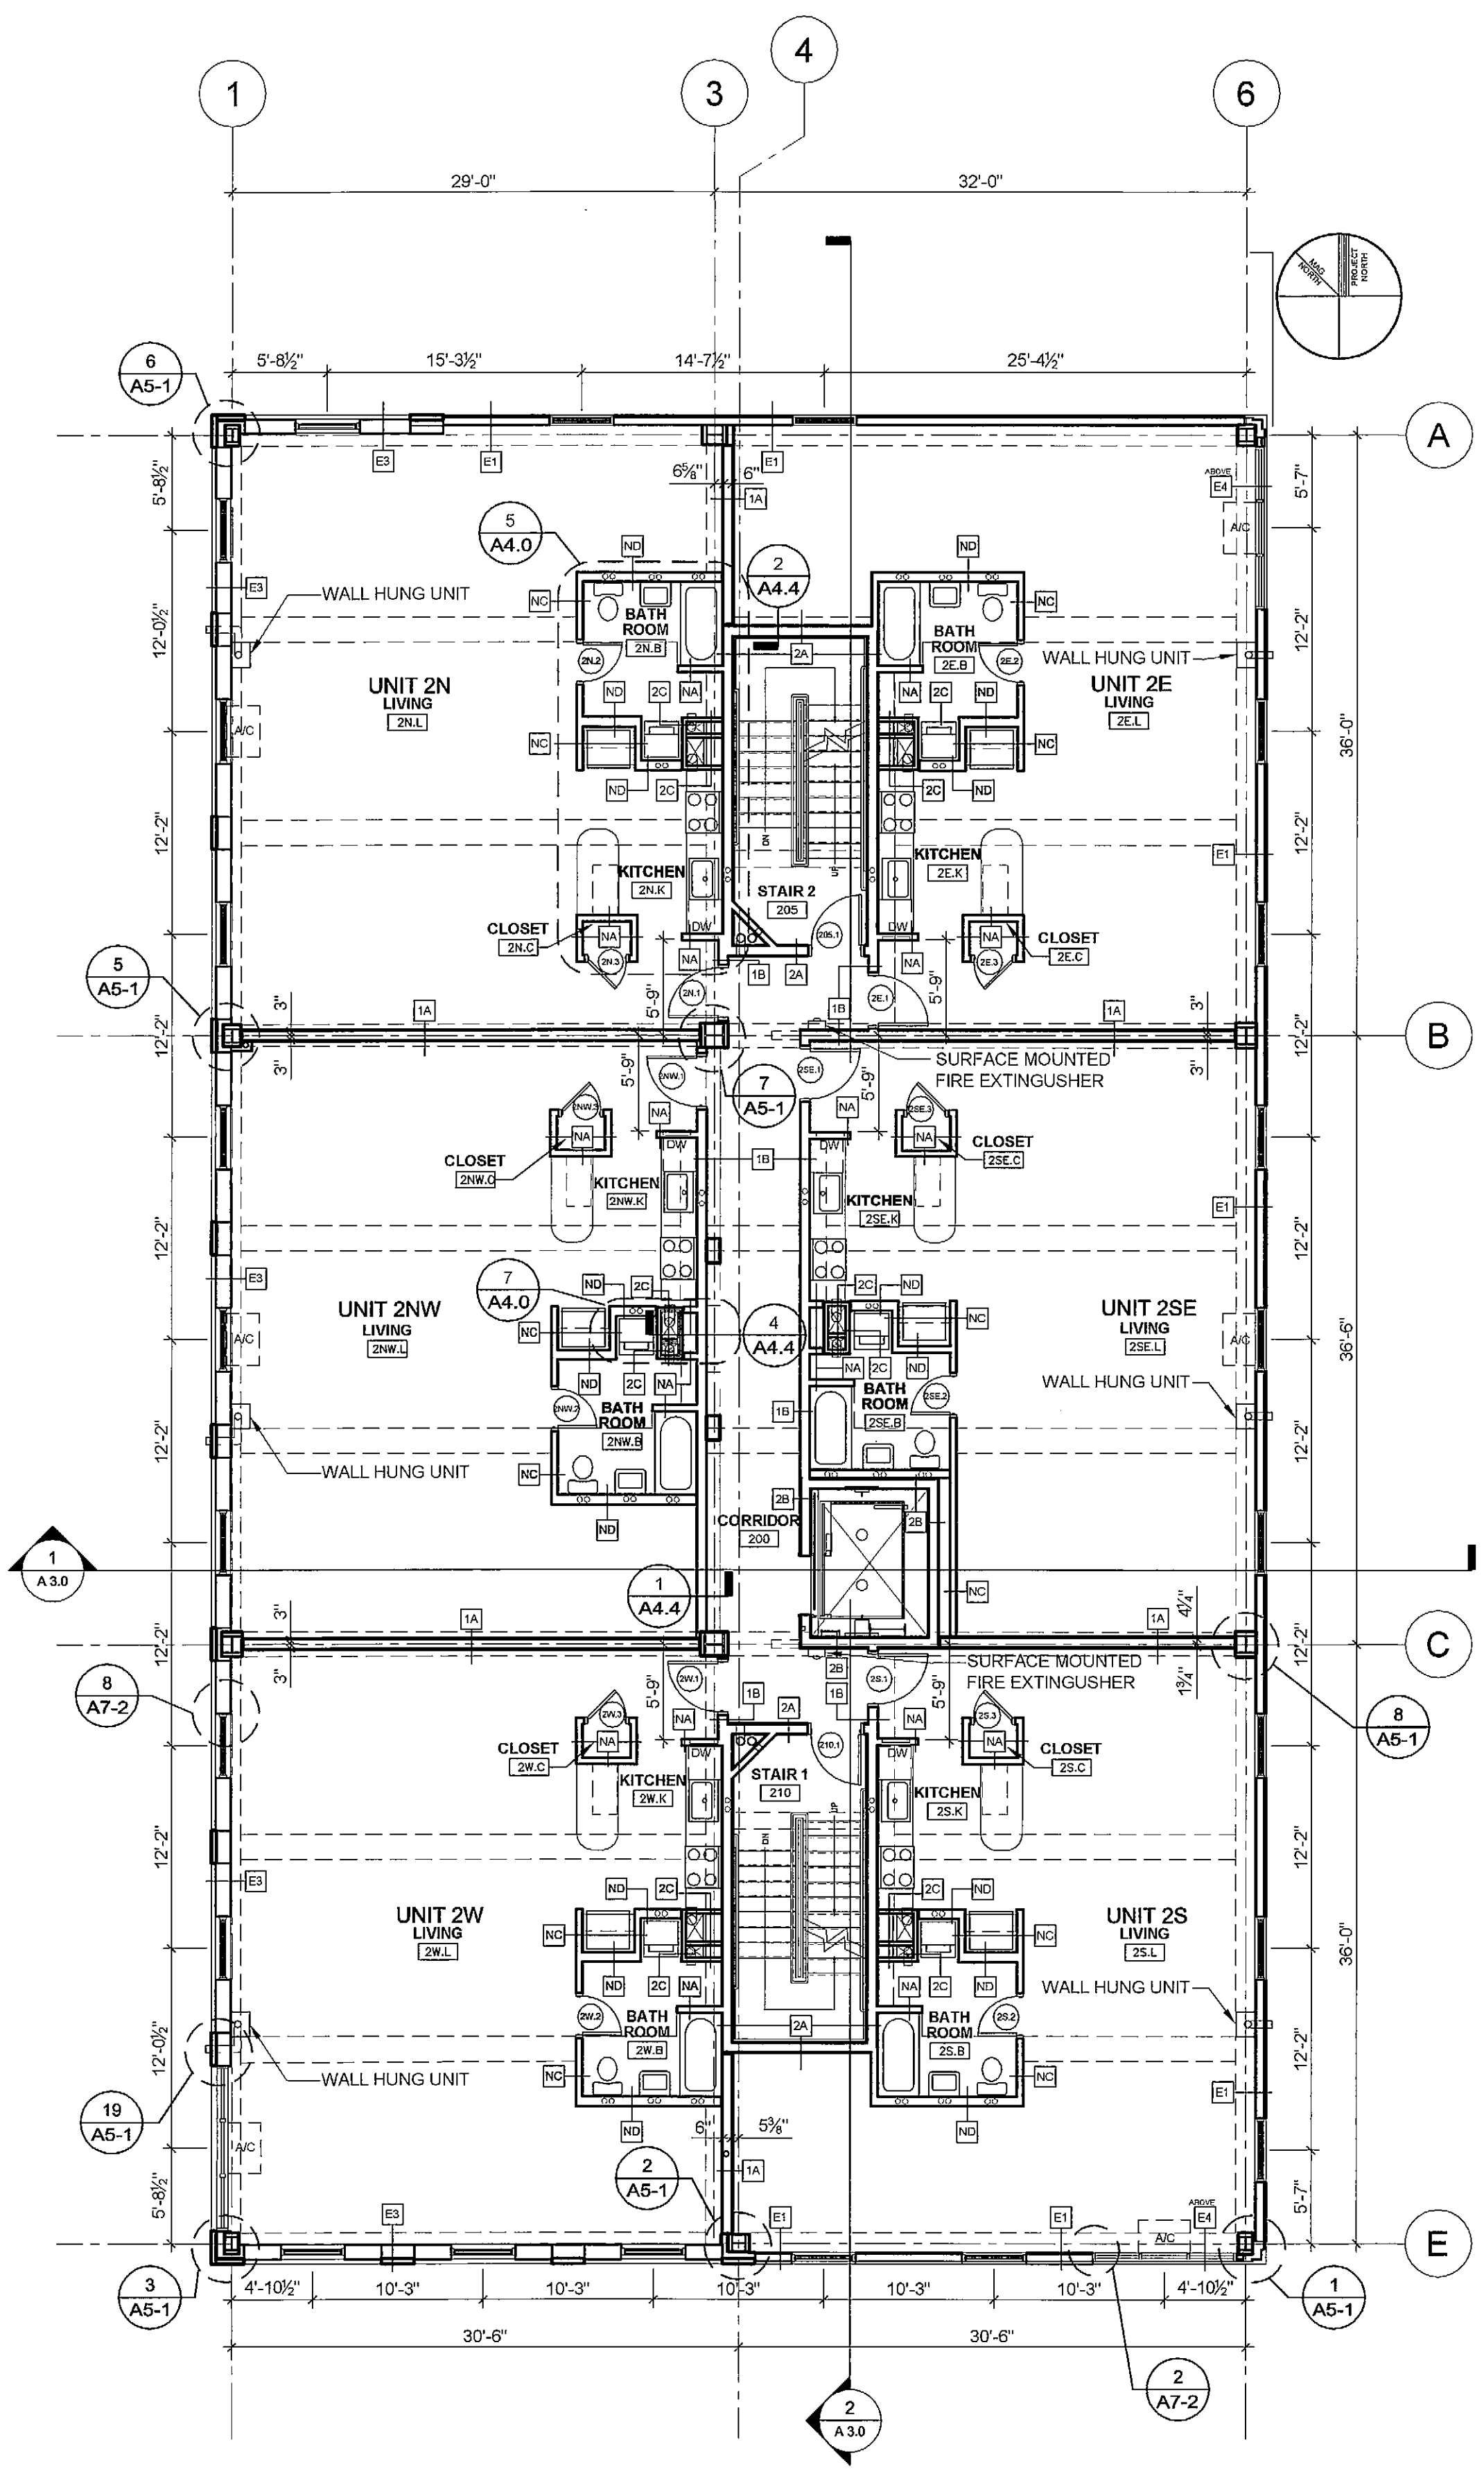 4
1
3
6
29'-0"
32'-0"
MAG
NORTH
PROJECT
NORTH
6
A5-1
5'-8½"
15'-3½"
14'-7½"
25'-4½"
A
E3
E1
E1
6⅝"
6"
1A
ABOVE
E4
5'-7"
5'-8½"
5
A4.0
ND
2
A4.4
ND
A/C
E3
WALL HUNG UNIT
NC
BATH
ROOM
2N.B
2A
BATH
ROOM
2E.B
NC
12'-0½"
12'-2"
2N.2
2E.2
WALL HUNG UNIT
UNIT 2N
LIVING
2N.L
ND
2C
NA
NA
2C
ND
UNIT 2E
LIVING
2E.L
A/C
NC
NC
36'-0"
ND
2C
2C
ND
12'-2"
DN
UP
KITCHEN
2N.K
KITCHEN
2E.K
E1
12'-2"
STAIR 2
205
CLOSET
2N.C
NA
2N.3
DW
205.1
DW
NA
2E.3
CLOSET
2E.C
5
A5-1
NA
1B
2A
NA
5'-9"
2N.1
1B
2E.1
5'-9"
3"
1A
1A
3"
12'-2"
12'-2"
B
3"
5'-9"
2NW.1
2SE.1
5'-9"
SURFACE MOUNTED
FIRE EXTINGUSHER
3"
7
A5-1
2NW.3
NA
NA
NA
2SE.3
NA
CLOSET
2NW.C
DW
1B
DW
CLOSET
2SE.C
KITCHEN
2NW.K
KITCHEN
2SE.K
E1
12'-2"
12'-2"
E3
7
A4.0
ND
2C
2C
ND
UNIT 2NW
LIVING
2NW.L
NC
4
A4.4
NC
UNIT 2SE
LIVING
2SE.L
A/C
A/C
36'-6"
ND
2C
NA
NA
2C
ND
WALL HUNG UNIT
2NW.2
BATH
ROOM
2NW.B
1B
BATH
ROOM
2SE.B
2SE.2
12'-2"
12'-2"
WALL HUNG UNIT
NC
ND
2B
2B
CORRIDOR
200
1
A 3.0
1
A4.4
NC
3"
1A
1A
4¼"
12'-2"
12'-2"
C
3"
5'-9"
2W.1
2B
1B
2S.1
SURFACE MOUNTED
FIRE EXTINGUSHER
5'-9"
1¾"
8
A7-2
1B
2A
8
A5-1
2W.3
NA
NA
NA
2S.3
NA
CLOSET
2W.C
DW
210.1
DW
CLOSET
2S.C
STAIR 1
210
KITCHEN
2W.K
KITCHEN
2S.K
DN
UP
12'-2"
12'-2"
E3
ND
2C
2C
ND
UNIT 2W
LIVING
2W.L
NC
NC
UNIT 2S
LIVING
2S.L
36'-0"
ND
2C
NA
NA
2C
ND
WALL HUNG UNIT
2W.2
BATH
ROOM
2W.B
2A
BATH
ROOM
2S.B
2S.2
12'-0½"
12'-2"
WALL HUNG UNIT
NC
NC
E1
19
A5-1
A/C
ND
6"
5⅜"
ND
2
A5-1
1A
5'-8½"
5'-7"
E3
E1
E1
ABOVE
E4
A/C
E
3
A5-1
4'-10½"
10'-3"
10'-3"
10'-3"
10'-3"
10'-3"
4'-10½"
1
A5-1
30'-6"
30'-6"
2
A7-2
2
A 3.0